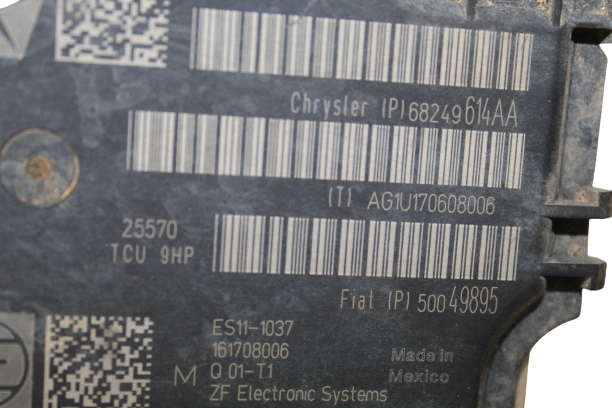 Chrysler (P)68249614AA
(T) AG1U170608006
25570
TCU 9HP
Fiat (P) 50049895
ES11-1037
161708006
M Q 01-T1
ZF Electronic Systems
Made in
Mexico